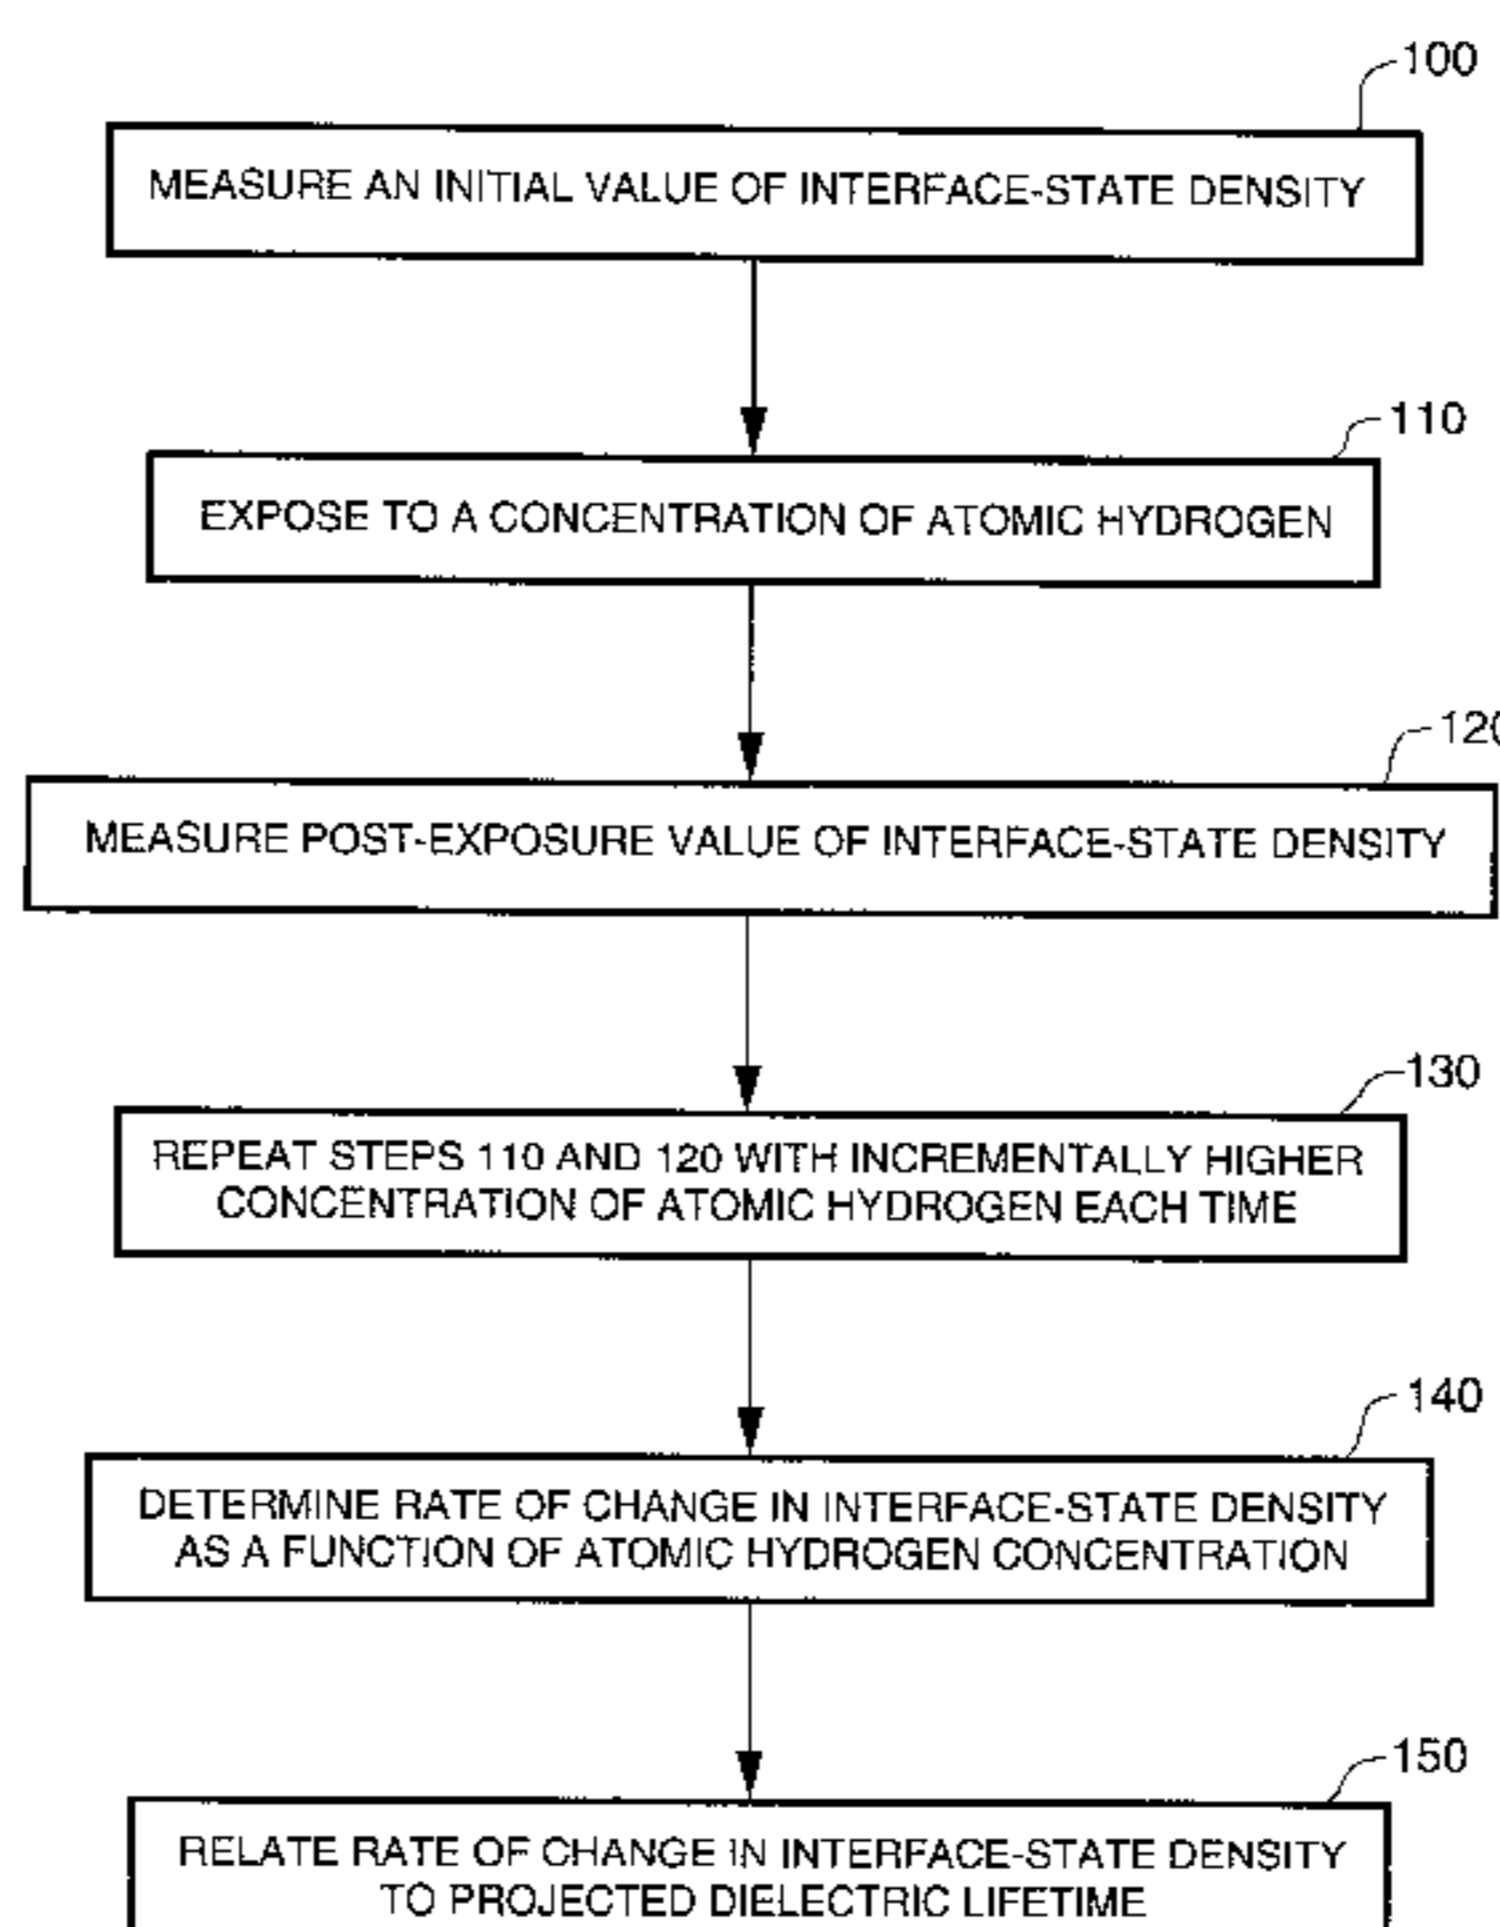 100
MEASURE AN INITIAL VALUE OF INTERFACE-STATE DENSITY
110
EXPOSE TO A CONCENTRATION OF ATOMIC HYDROGEN
120
MEASURE POST-EXPOSURE VALUE OF INTERFACE-STATE DENSITY
130
REPEAT STEPS 110 AND 120 WITH INCREMENTALLY HIGHER
CONCENTRATION OF ATOMIC HYDROGEN EACH TIME
140
DETERMINE RATE OF CHANGE IN INTERFACE-STATE DENSITY
AS A FUNCTION OF ATOMIC HYDROGEN CONCENTRATION
150
RELATE RATE OF CHANGE IN INTERFACE-STATE DENSITY
TO PROJECTED DIELECTRIC LIFETIME